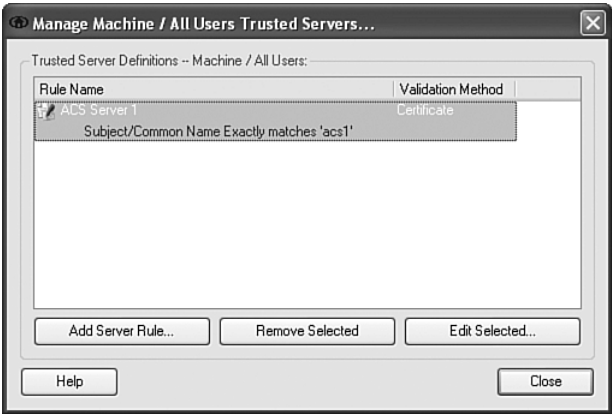 Manage Machine / All Users Trusted Servers...
Trusted Server Definitions -- Machine / All Users:
Rule Name Validation Method
ACS Server 1 Certificate
Subject/Common Name Exactly matches 'acs1'
Add Server Rule... Remove Selected Edit Selected...
Help Close